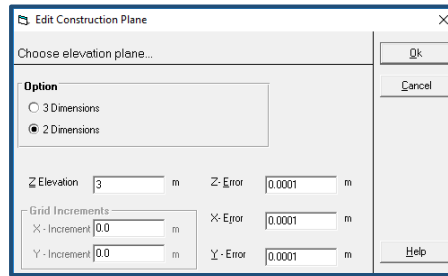 Edit Construction Plane
Choose elevation plane...
Ok
Cancel
Option
3 Dimensions
2 Dimensions
Z Elevation 3 m Z- Error 0.0001 m
Grid Increments
X - Increment 0.0 X- Error 0.0001 m
Y - Increment 0.0 Y - Error 0.0001 m
Help